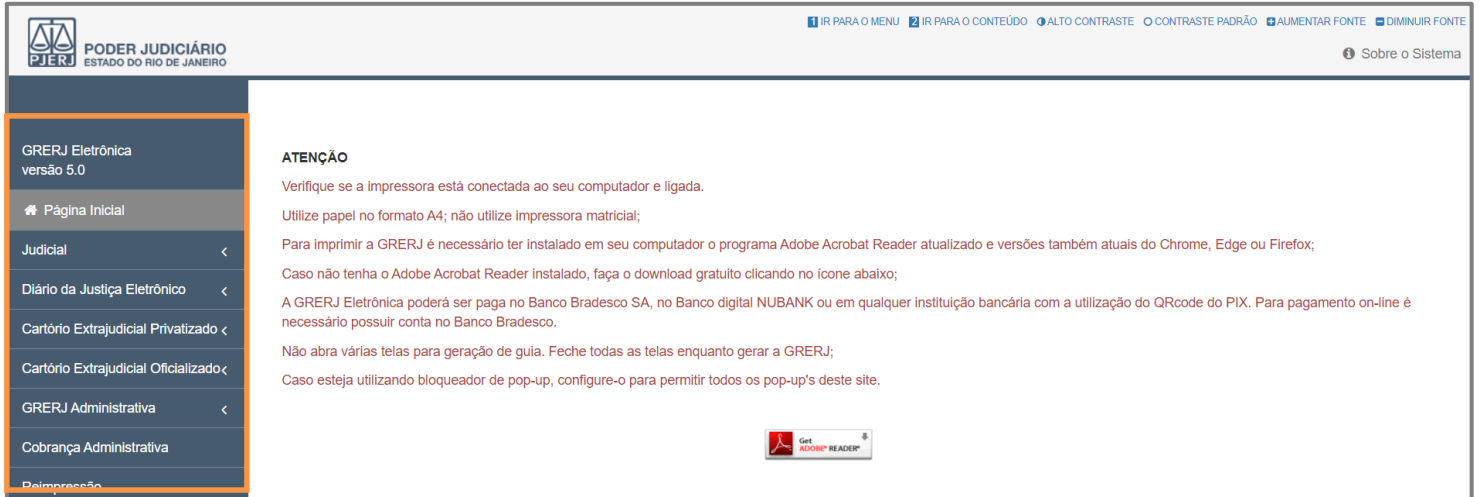 1 IR PARA O MENU 2 IR PARA O CONTEÚDO ALTO CONTRASTE CONTRASTE PADRÃO AUMENTAR FONTE DIMINUIR FONTE
PJERJ
PODER JUDICIÁRIO
ESTADO DO RIO DE JANEIRO
Sobre o Sistema
GRERJ Eletrônica
versão 5.0
Página Inicial
Judicial
Diário da Justiça Eletrônico
Cartório Extrajudicial Privatizado
Cartório Extrajudicial Oficializado
GRERJ Administrativa
Cobrança Administrativa
Reimpressão
ATENÇÃO
Verifique se a impressora está conectada ao seu computador e ligada.
Utilize papel no formato A4; não utilize impressora matricial;
Para imprimir a GRERJ é necessário ter instalado em seu computador o programa Adobe Acrobat Reader atualizado e versões também atuais do Chrome, Edge ou Firefox;
Caso não tenha o Adobe Acrobat Reader instalado, faça o download gratuito clicando no ícone abaixo;
A GRERJ Eletrônica poderá ser paga no Banco Bradesco SA, no Banco digital NUBANK ou em qualquer instituição bancária com a utilização do QRcode do PIX. Para pagamento on-line é
necessário possuir conta no Banco Bradesco.
Não abra várias telas para geração de guia. Feche todas as telas enquanto gerar a GRERJ;
Caso esteja utilizando bloqueador de pop-up, configure-o para permitir todos os pop-up's deste site.
Get
ADOBE® READER®